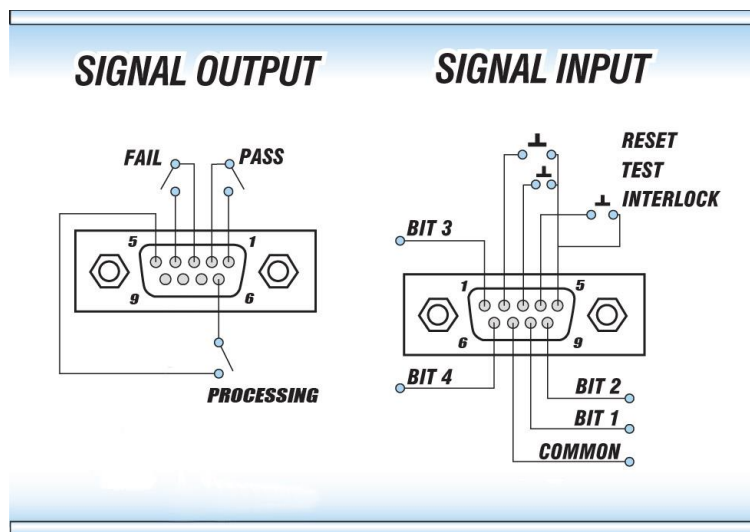 SIGNAL OUTPUT
FAIL
PASS
5
1
9
6
PROCESSING
SIGNAL INPUT
RESET
TEST
INTERLOCK
BIT 3
1
5
6
9
BIT 4
BIT 2
BIT 1
COMMON